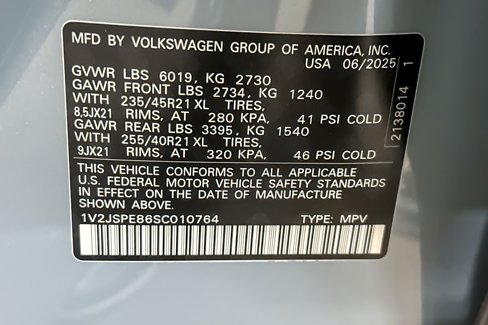 MFD BY VOLKSWAGEN GROUP OF AMERICA, INC.
USA 06/2025
GVWR LBS 6019, KG 2730
GAWR FRONT LBS 2734, KG 1240
WITH 235/45R21 XL TIRES,
8,5JX21 RIMS, AT 280 KPA, 41 PSI COLD
GAWR REAR LBS 3395, KG 1540
WITH 255/40R21 XL TIRES,
9JX21 RIMS, AT 320 KPA, 46 PSI COLD
THIS VEHICLE CONFORMS TO ALL APPLICABLE
U.S. FEDERAL MOTOR VEHICLE SAFETY STANDARDS
IN EFFECT ON THE DATE OF MANUFACTURE
SHOWN ABOVE.
1V2JSPE86SC010764 TYPE: MPV
2138014 1